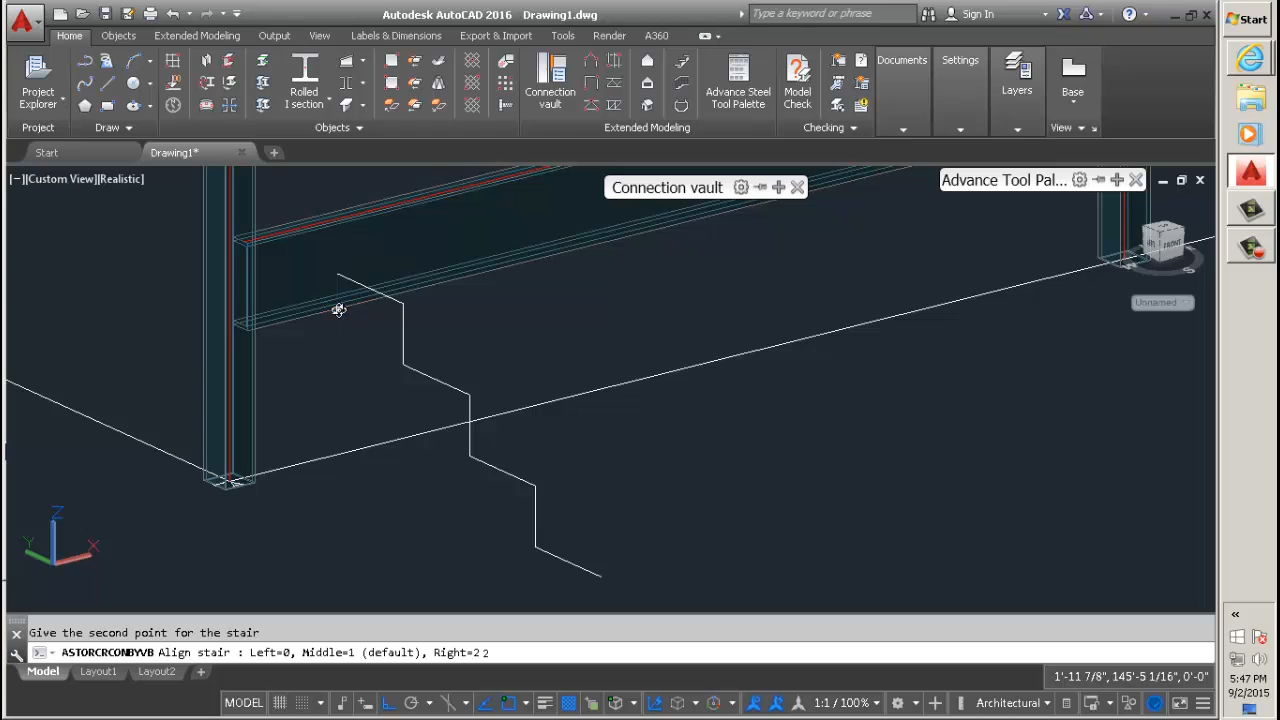 Autodesk AutoCAD 2016 Drawing1.dwg
Type a keyword or phrase
Sign In
Start
Home
Objects
Extended Modeling
Output
View
Labels & Dimensions
Export & Import
Tools
Render
A360
Project
Explorer
Rolled
I section
Connection
vault
Advance Steel
Tool Palette
Model
Check
Documents
Settings
Layers
Base
Project
Draw
Objects
Extended Modeling
Checking
View
Start
Drawing1*
[−][Custom View][Realistic]
Connection vault
Advance Tool Pal...
FRONT
S
Unnamed
Z
Y
X
Give the second point for the stair
ASTORCRCONBYVB Align stair : Left=0, Middle=1 (default), Right=2 2
Model
Layout1
Layout2
1'-11 7/8", 145'-5 1/16", 0'-0"
MODEL
1:1 / 100%
Architectural
5:47 PM
9/2/2015